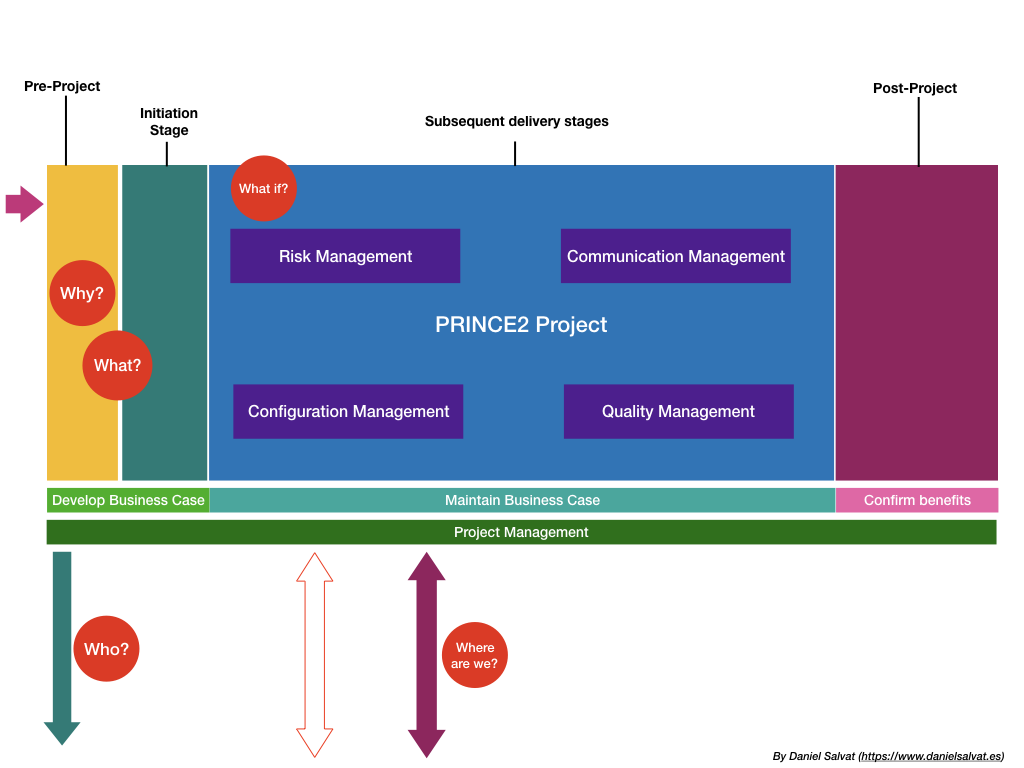 Pre-Project
Initiation
Stage
Subsequent delivery stages
Post-Project
What if?
Risk Management
Communication Management
Why?
PRINCE2 Project
What?
Configuration Management
Quality Management
Develop Business Case
Maintain Business Case
Confirm benefits
Project Management
Who?
Where
are we?
By Daniel Salvat (https://www.danielsalvat.es)